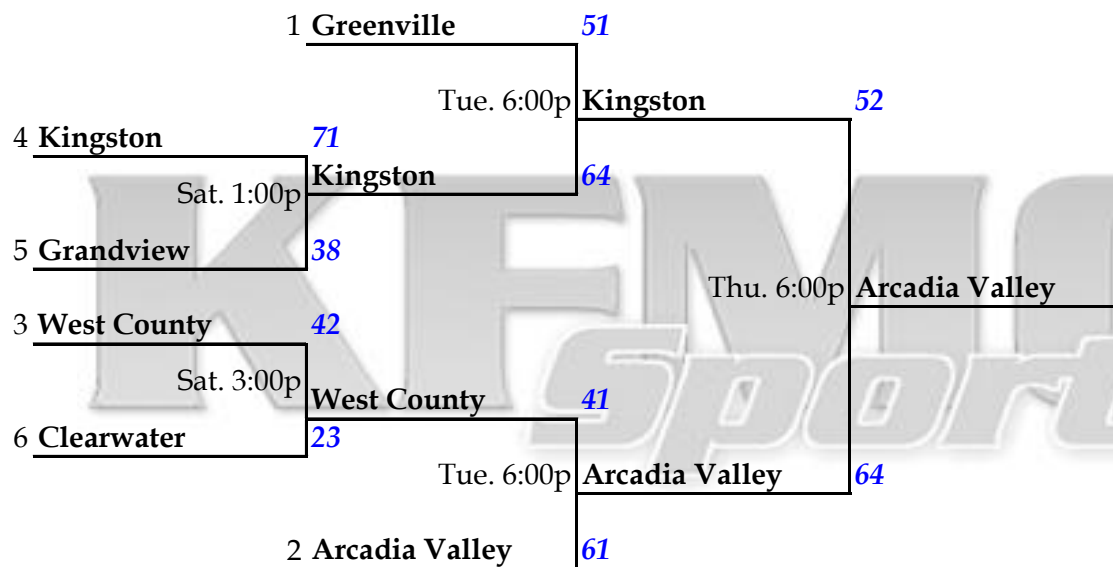 1 Greenville 51
Tue. 6:00p Kingston 52
4 Kingston 71
Sat. 1:00p Kingston 64
5 Grandview 38
Thu. 6:00p Arcadia Valley
3 West County 42
Sat. 3:00p West County 41
6 Clearwater 23
Tue. 6:00p Arcadia Valley 64
2 Arcadia Valley 61
KFMO
Sport